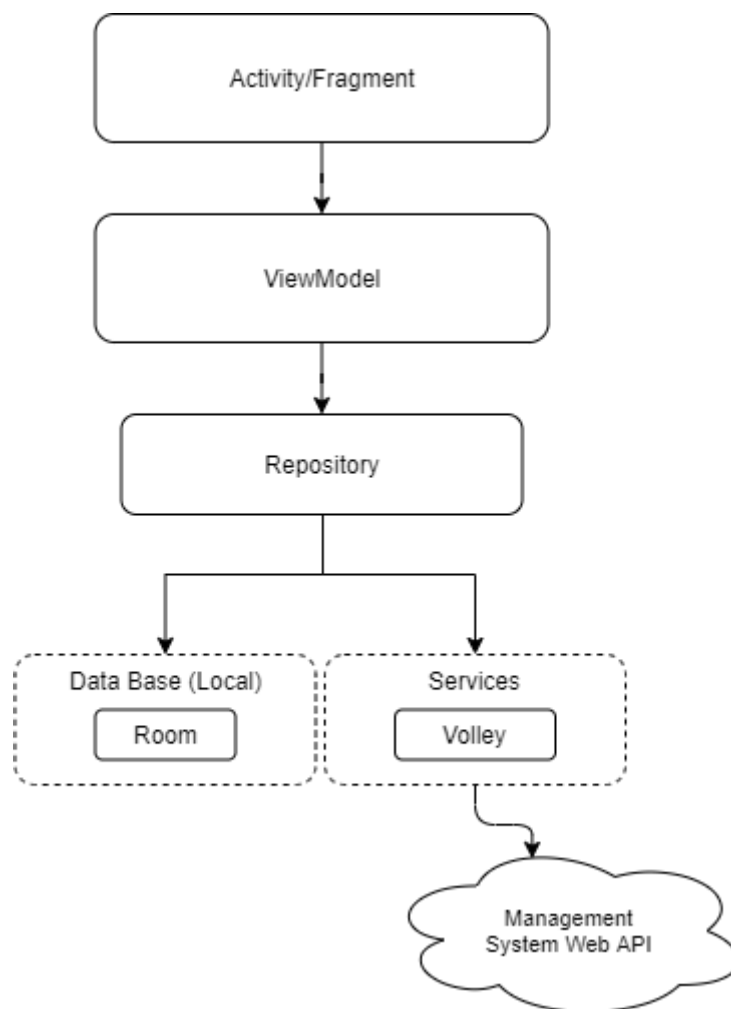 Activity/Fragment
ViewModel
Repository
Data Base (Local)
Room
Services
Volley
Management
System Web API